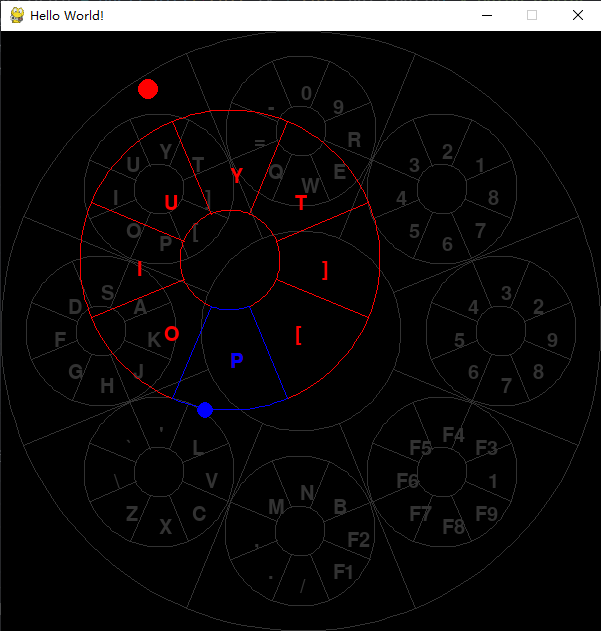 Hello World!
- 0 9 R E W Q =
U Y T ] [ P O I
3 2 1 8 7 6 5 4
U Y T ] [ P O I
D S A K J H G F
4 3 2 9 8 7 6 5
` ' L V C X Z \
M N B F2 F1 / . ,
F5 F4 F3 1 F9 F8 F7 F6